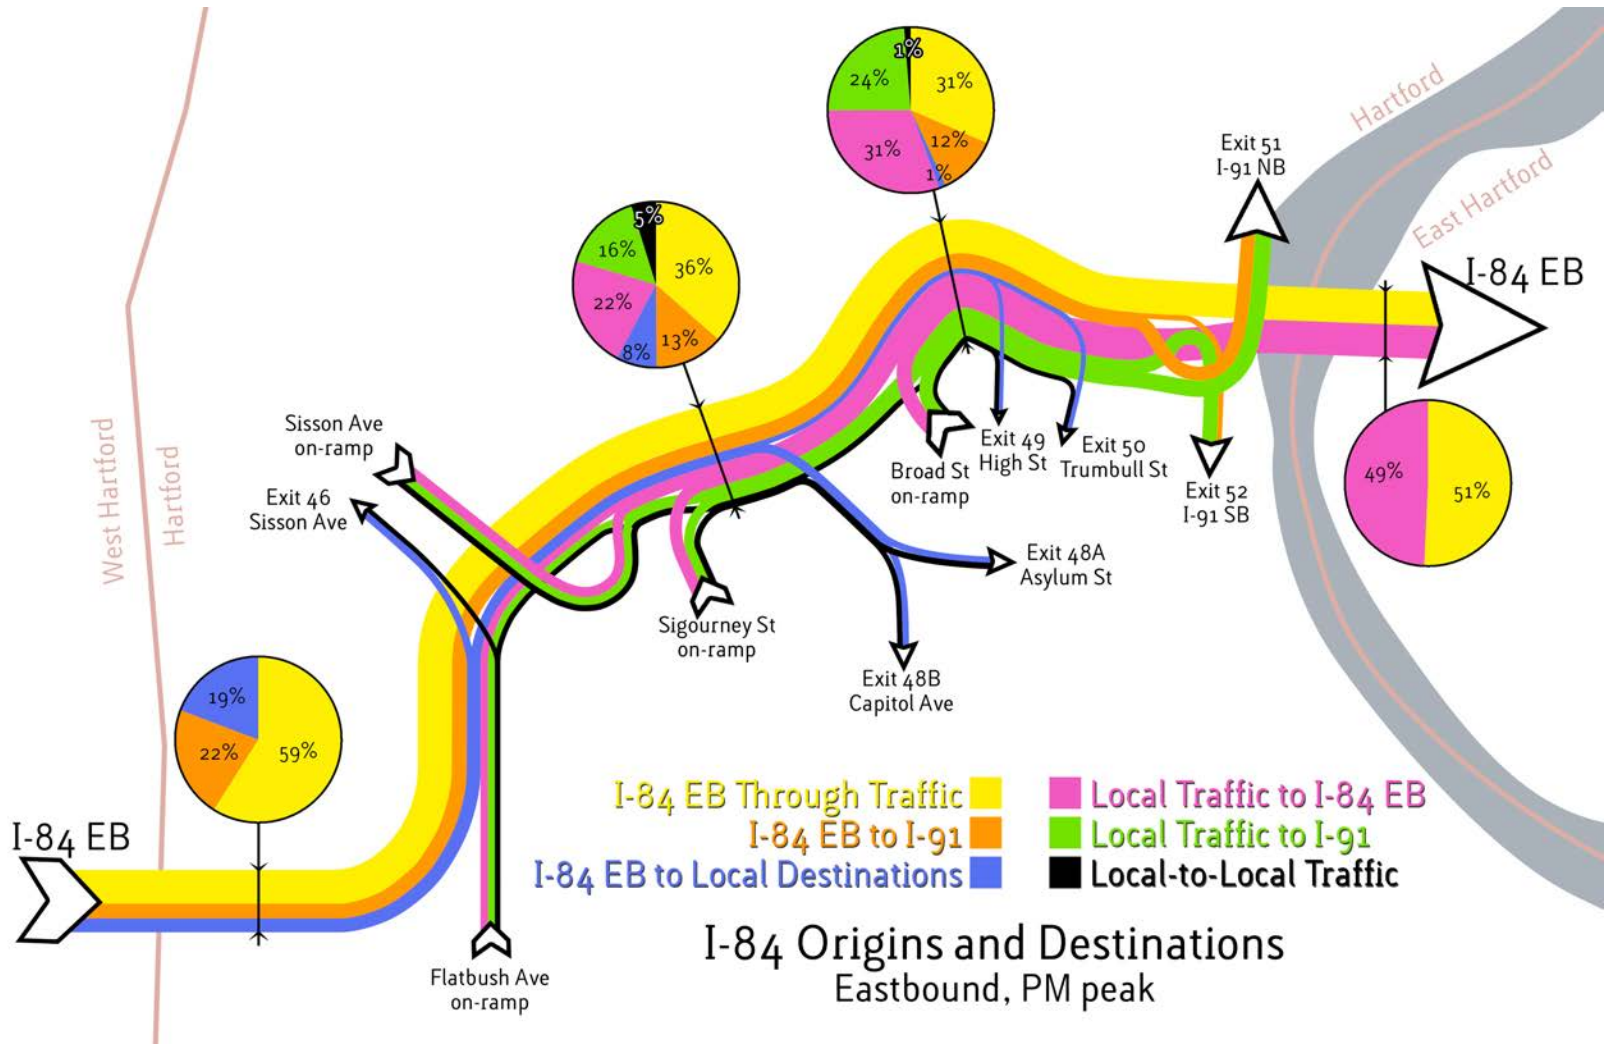 1%
24%
31%
12%
31%
1%
Hartford
East Hartford
Exit 51
I-91 NB
I-84 EB
5%
16%
36%
22%
8%
13%
Sisson Ave
on-ramp
Exit 46
Sisson Ave
West Hartford
Hartford
Broad St
on-ramp
Exit 49
High St
Exit 50
Trumbull St
Exit 52
I-91 SB
49%
51%
Exit 48A
Asylum St
Sigourney St
on-ramp
Exit 48B
Capitol Ave
19%
22%
59%
I-84 EB
Flatbush Ave
on-ramp
I-84 EB Through Traffic
I-84 EB to I-91
I-84 EB to Local Destinations
Local Traffic to I-84 EB
Local Traffic to I-91
Local-to-Local Traffic
I-84 Origins and Destinations
Eastbound, PM peak